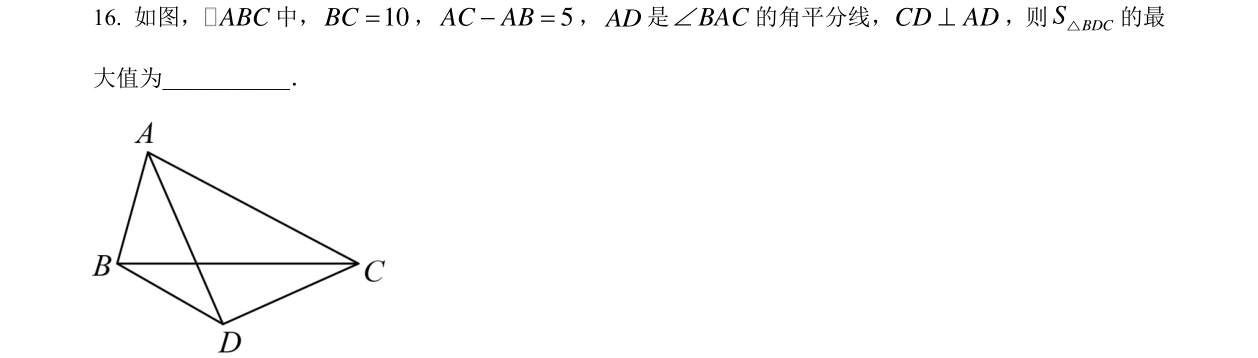 16. 如图，□ABC 中，BC = 10，AC − AB = 5，AD 是∠BAC 的角平分线，CD ⊥ AD，则 S△BDC 的最
大值为___________．
A
B
C
D